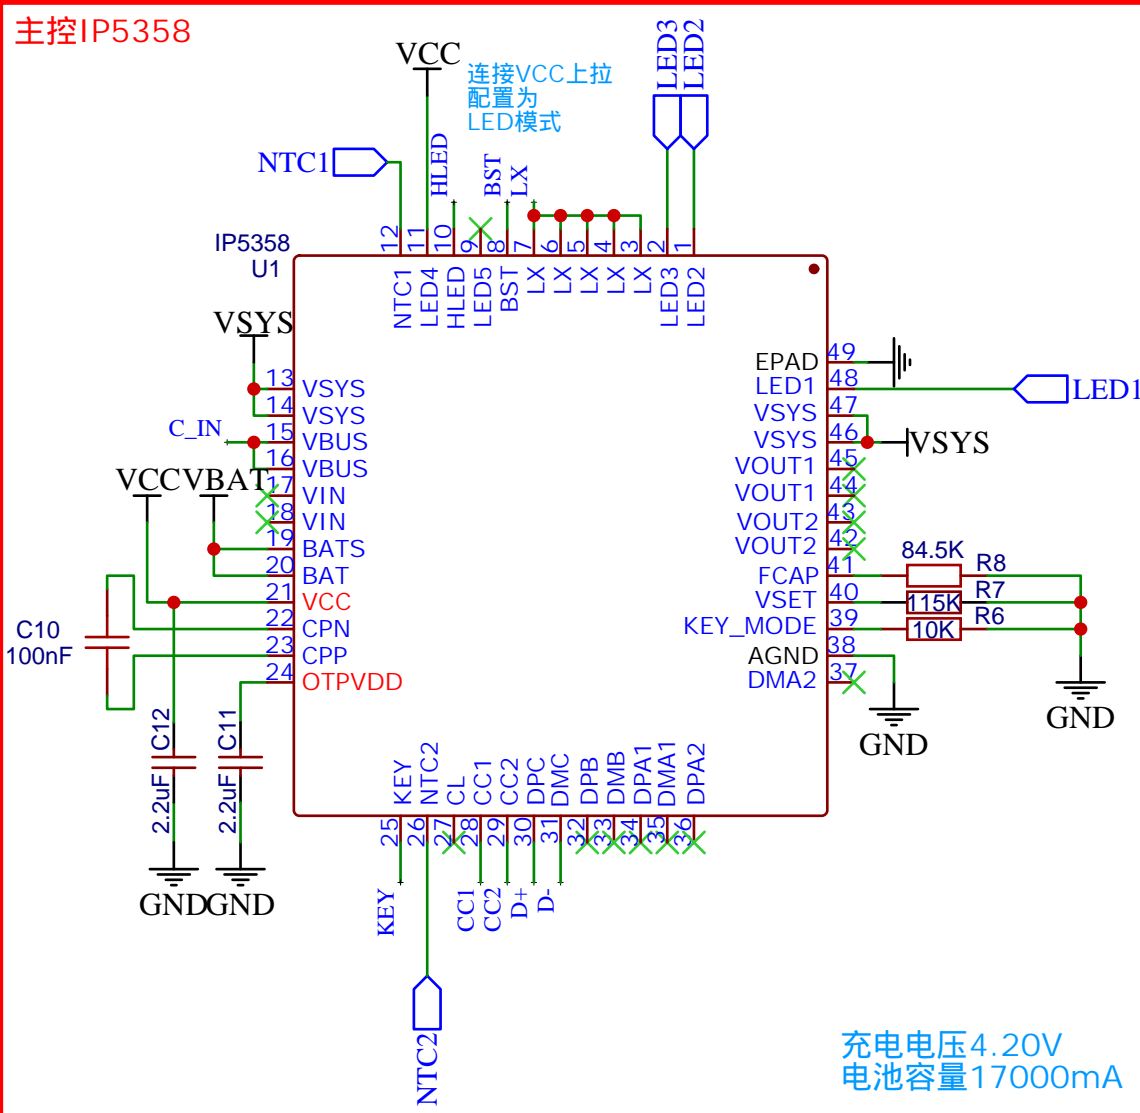 主控IP5358
VCC
连接VCC上拉
配置为
LED模式
LED3
LED2
NTC1
HLED
BST
LX
12
11
10
9
8
7
6
5
4
3
2
1
IP5358
U1
NTC1
LED4
HLED
LED5
BST
LX
LX
LX
LX
LX
LED3
LED2
VSYS
13 VSYS
14 VSYS
C_IN
15 VBUS
16 VBUS
VCC
VBAT
17 VIN
18 VIN
19 BATS
20 BAT
21 VCC
22 CPN
23 CPP
24 OTPVDD
C10
100nF
C12
2.2uF
C11
2.2uF
GND
GND
EPAD 49
LED1 48
LED1
VSYS 47
VSYS 46
VSYS
VOUT1 45
VOUT1 44
VOUT2 43
VOUT2 42
FCAP 41
84.5K R8
VSET 40
115K R7
KEY_MODE 39
10K R6
AGND 38
DMA2 37
GND
GND
KEY
NTC2
CL
CC1
CC2
DPC
DMC
DPB
DMB
DPA1
DMA1
DPA2
25
26
27
28
29
30
31
32
33
34
35
36
KEY
CC1
CC2
D+
D-
NTC2
充电电压4.20V
电池容量17000mA